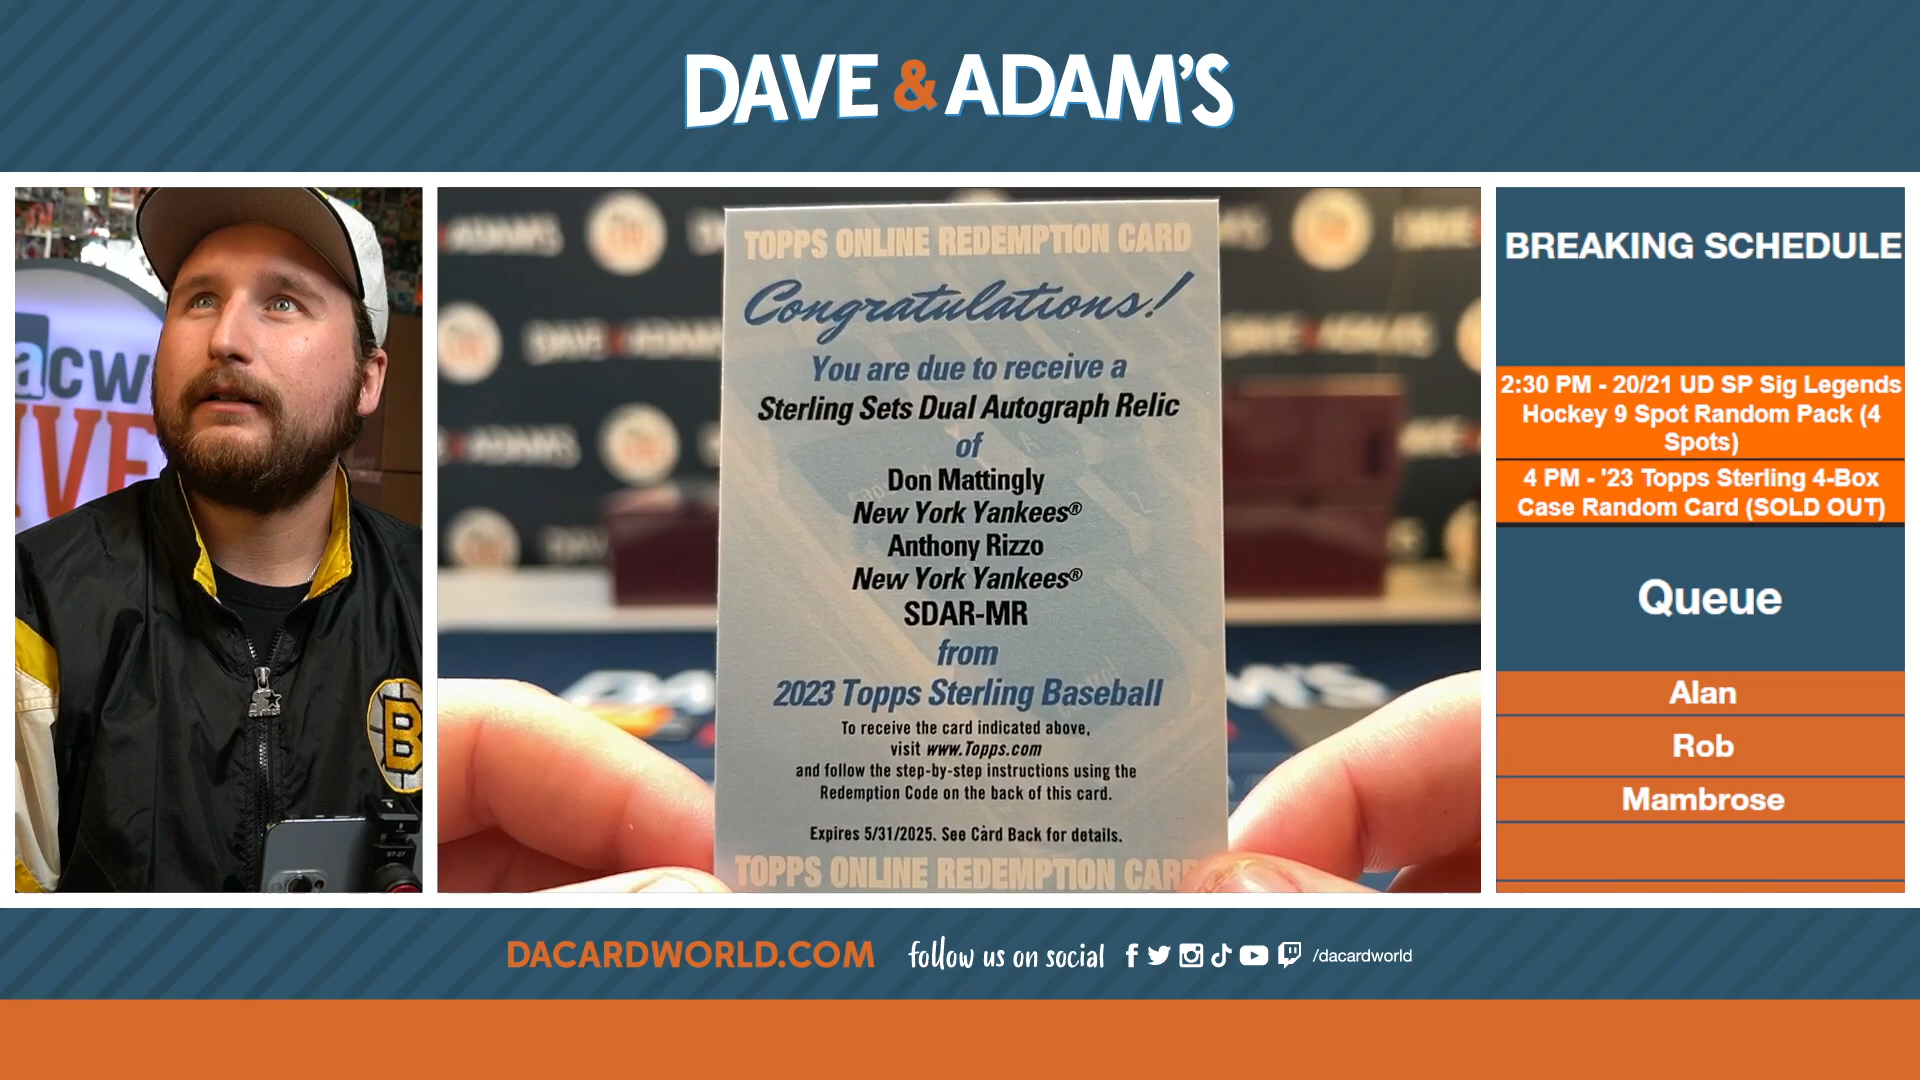 DAVE & ADAM'S
acw
IVE
B
BT-27
TOPPS ONLINE REDEMPTION CARD
Congratulations!
You are due to receive a
Sterling Sets Dual Autograph Relic
of
Don Mattingly
New York Yankees®
Anthony Rizzo
New York Yankees®
SDAR-MR
from
2023 Topps Sterling Baseball
To receive the card indicated above,
visit www.Topps.com
and follow the step-by-step instructions using the
Redemption Code on the back of this card.
Expires 5/31/2025. See Card Back for details.
TOPPS ONLINE REDEMPTION CAR
BREAKING SCHEDULE
2:30 PM - 20/21 UD SP Sig Legends
Hockey 9 Spot Random Pack (4
Spots)
4 PM - '23 Topps Sterling 4-Box
Case Random Card (SOLD OUT)
Queue
Alan
Rob
Mambrose
DACARDWORLD.COM follow us on social /dacardworld